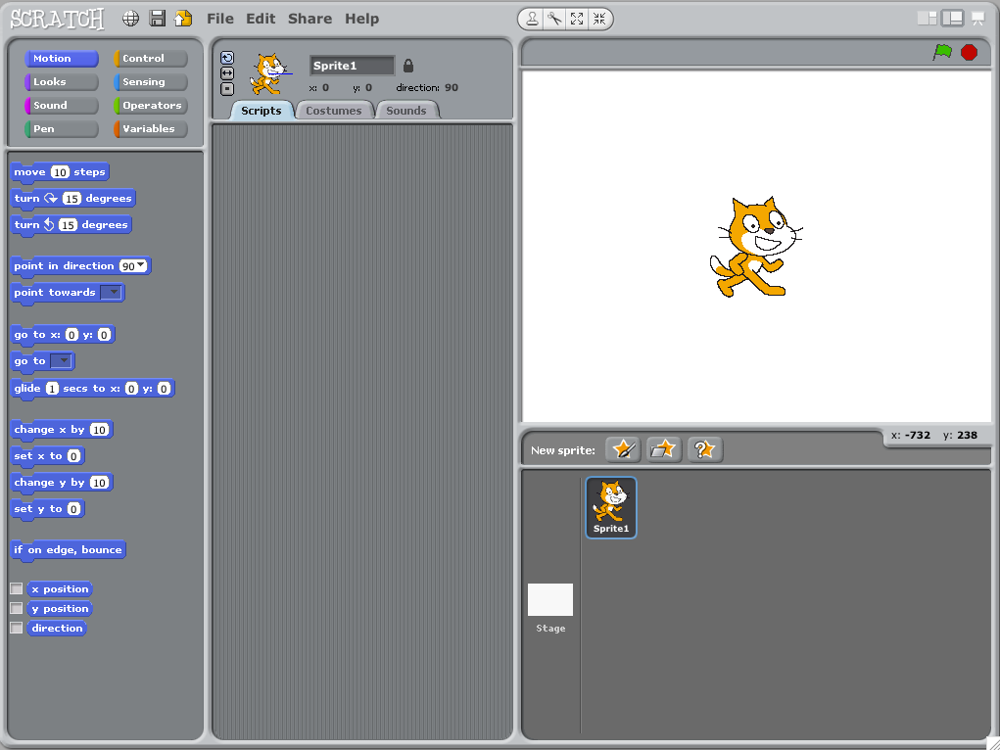 SCRATCH File Edit Share Help
Motion Control
Looks Sensing
Sound Operators
Pen Variables
move 10 steps
turn 15 degrees
turn 15 degrees
point in direction 90
point towards
go to x: 0 y: 0
go to
glide 1 secs to x: 0 y: 0
change x by 10
set x to 0
change y by 10
set y to 0
if on edge, bounce
x position
y position
direction
Sprite1
x: 0 y: 0 direction: 90
Scripts Costumes Sounds
x: -732 y: 238
New sprite:
Sprite1
Stage